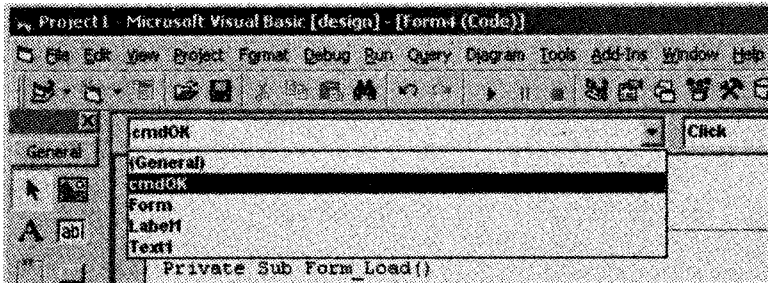 Project1 - Microsoft Visual Basic [design] - [Form4 (Code)]
File Edit View Project Format Debug Run Query Diagram Tools Add-Ins Window Help
cmdOK Click
General
(General)
cmdOK
Form
Label1
Text1
A ab
Private Sub Form_Load()